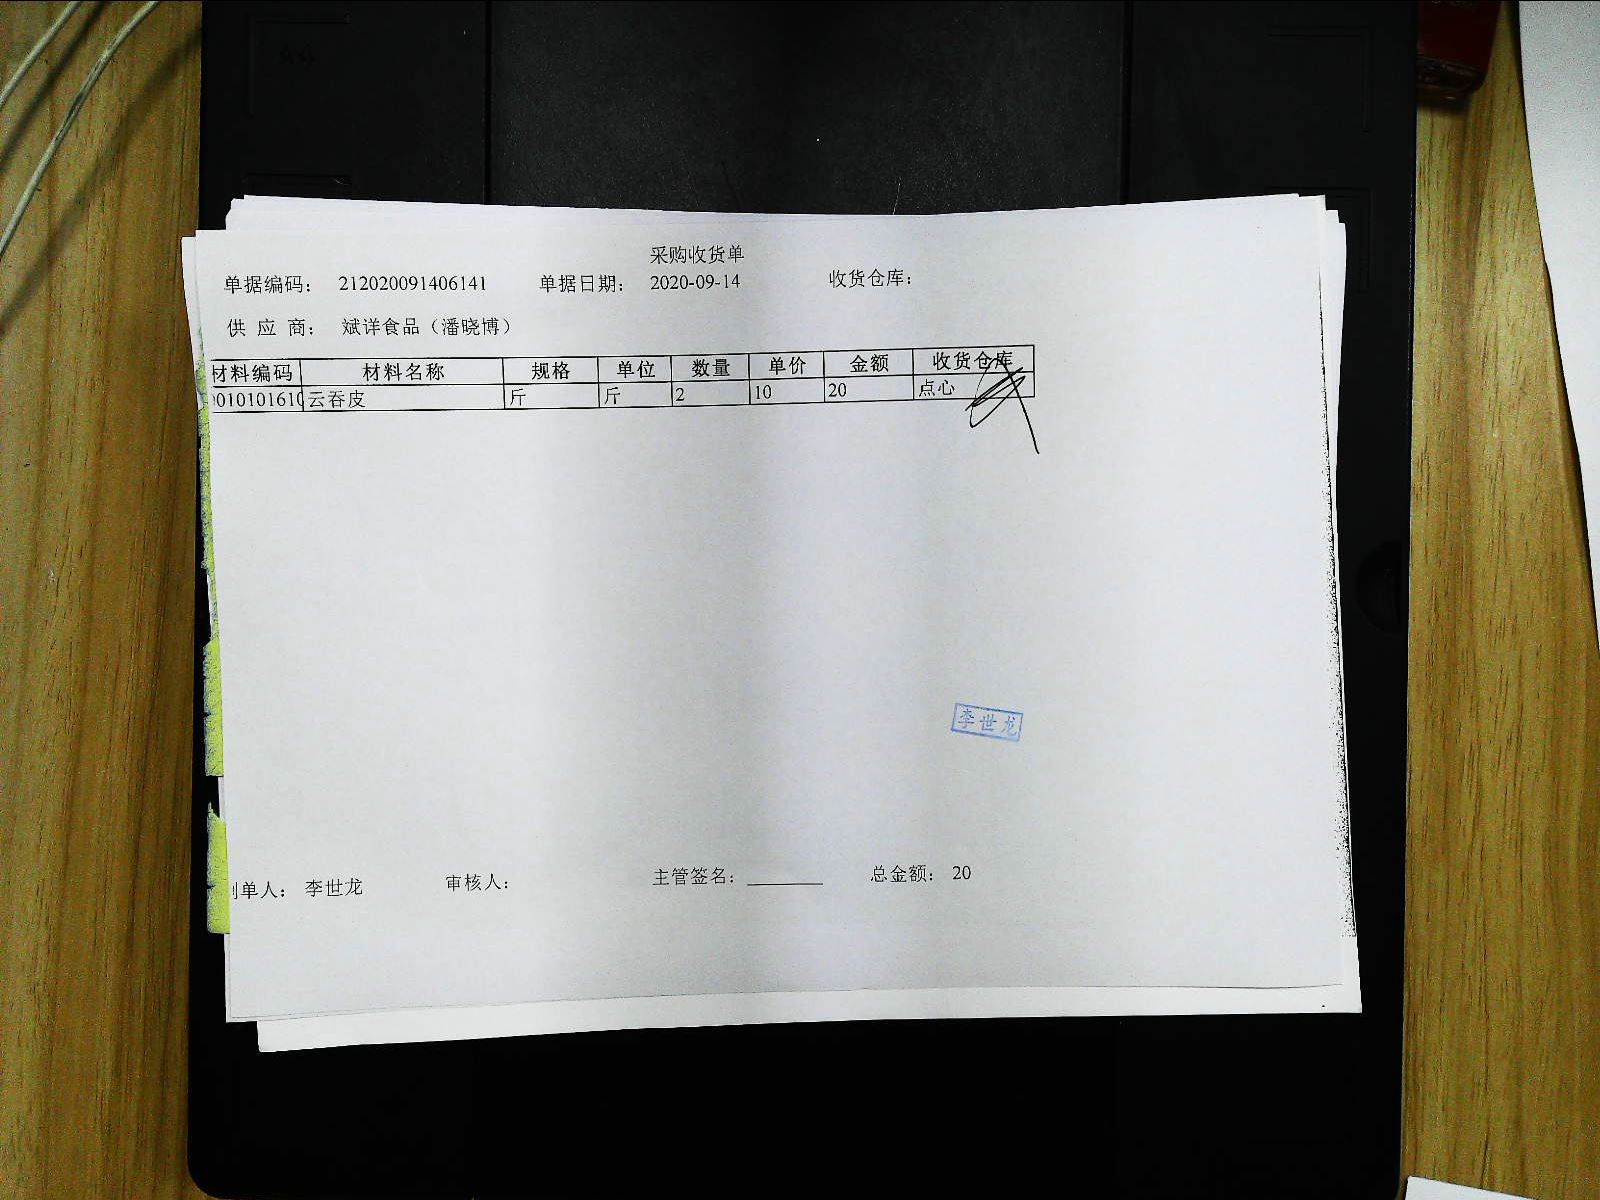 采购收货单
单据编码： 212020091406141 单据日期： 2020-09-14 收货仓库：
供 应 商： 斌详食品（潘晓博）
材料编码 材料名称 规格 单位 数量 单价 金额 收货仓库
010101610 云吞皮 斤 斤 2 10 20 点心
李世龙
制单人： 李世龙 审核人： 主管签名： 总金额： 20